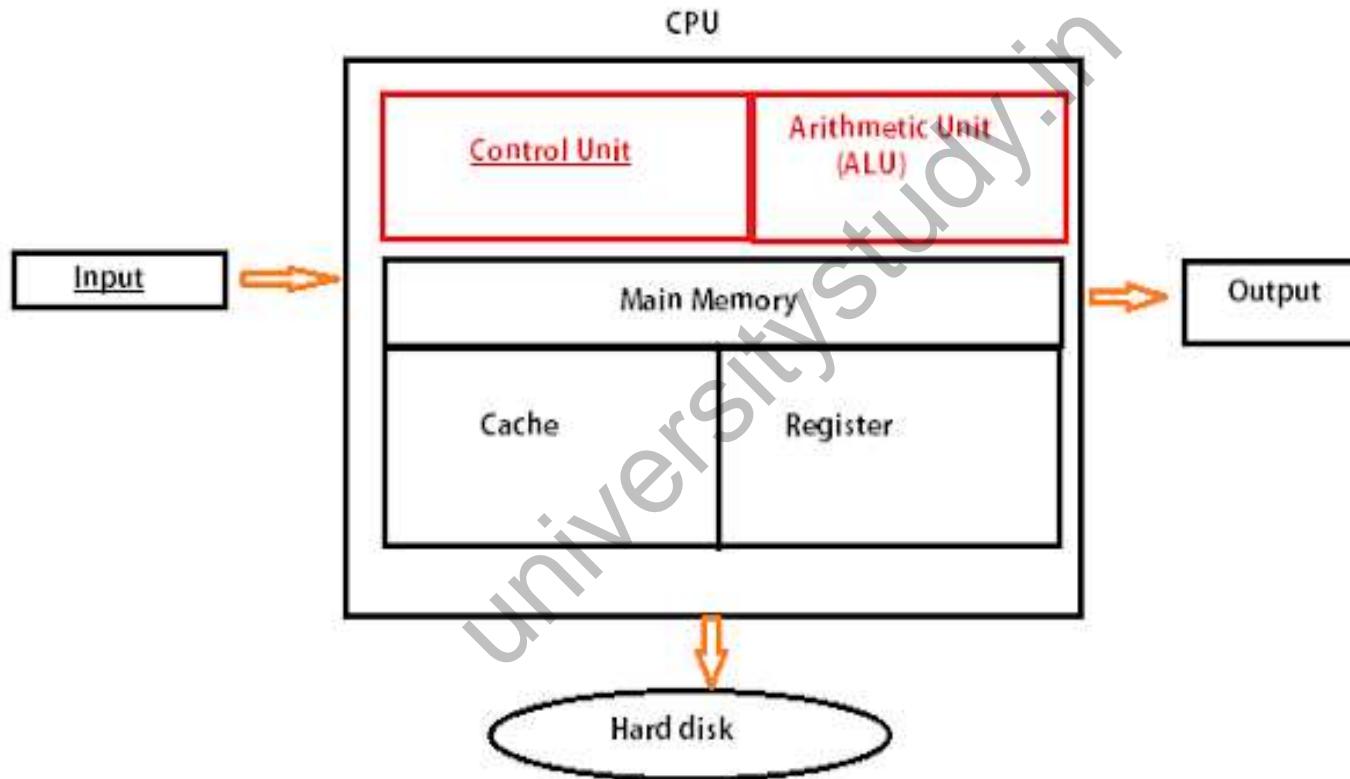 CPU
Control Unit
Arithmetic Unit
(ALU)
Input
Main Memory
Output
Cache
Register
Hard disk
universitystudy.in